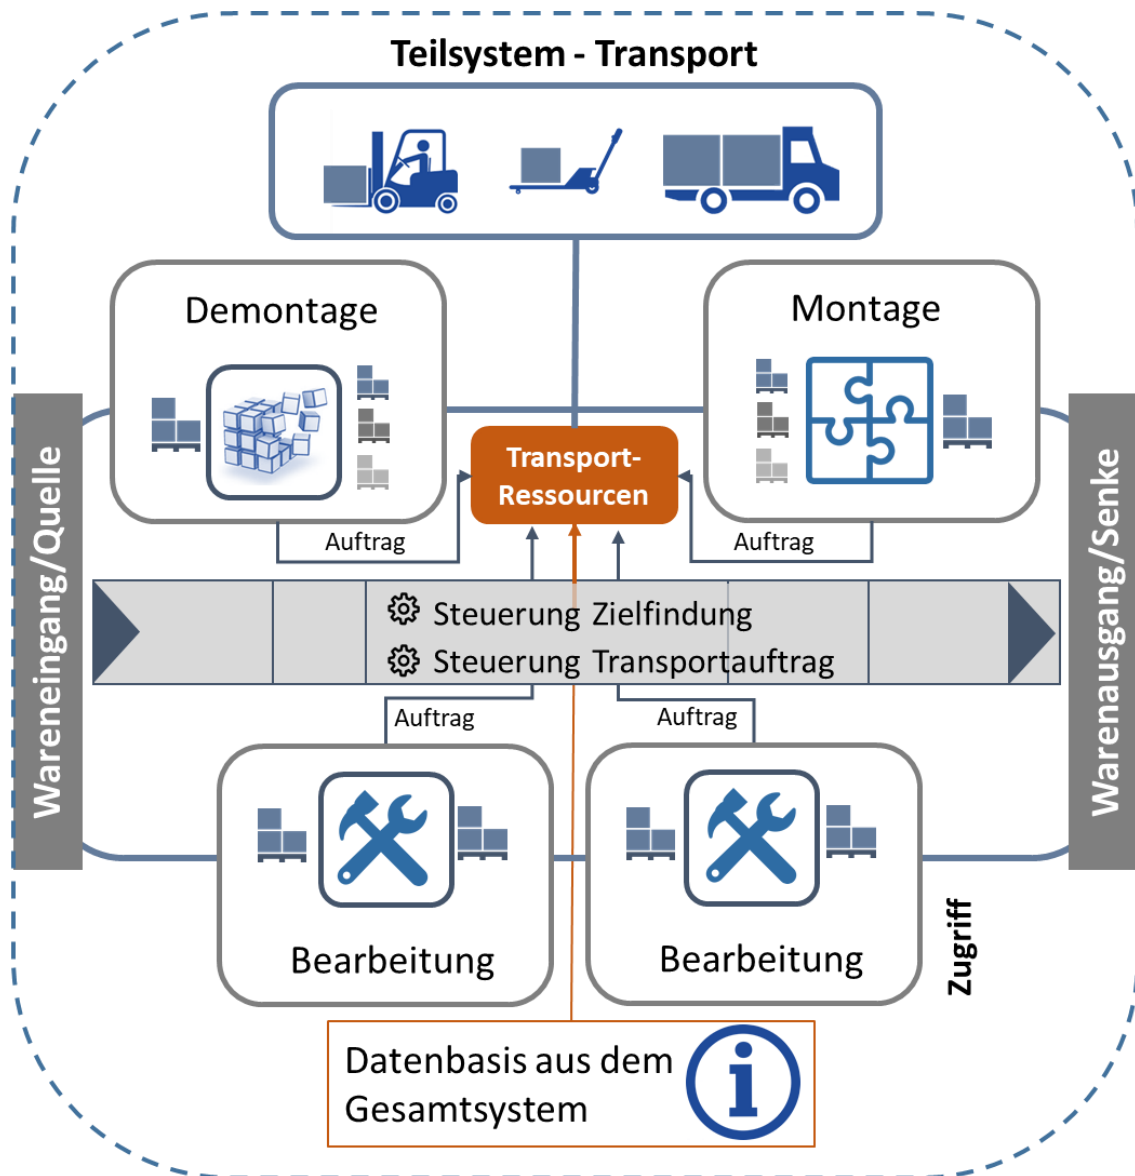 Teilsystem - Transport
Demontage
Montage
Transport-
Ressourcen
Wareneingang/Quelle
Warenausgang/Senke
Auftrag
Auftrag
Steuerung Zielfindung
Steuerung Transportauftrag
Auftrag
Auftrag
Bearbeitung
Bearbeitung
Zugriff
Datenbasis aus dem
Gesamtsystem